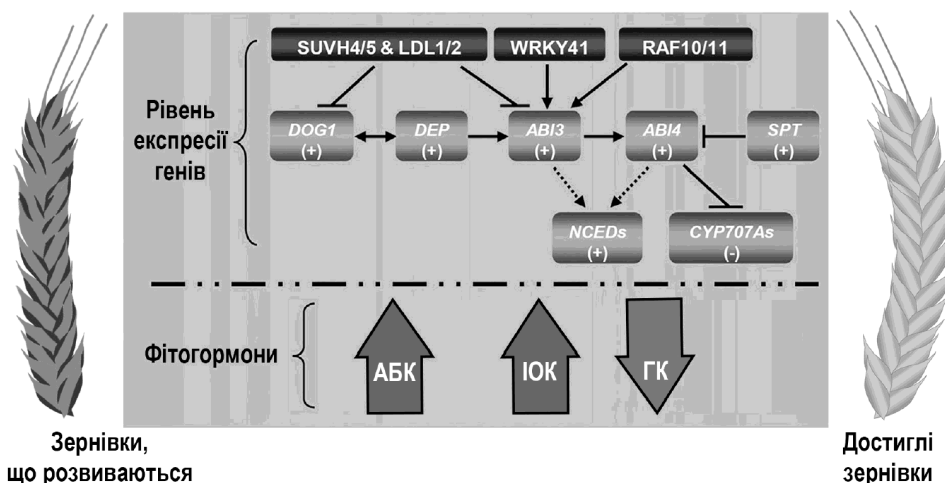 SUVH4/5 & LDL1/2 WRKY41 RAF10/11
Рівень
експресії
генів
DOG1 DEP ABI3 ABI4 SPT
(+) (+) (+) (+) (+)
NCEDs CYP707As
(+) (-)
Фітогормони
АБК ІОК ГК
Зернівки,
що розвиваються
Достиглі
зернівки